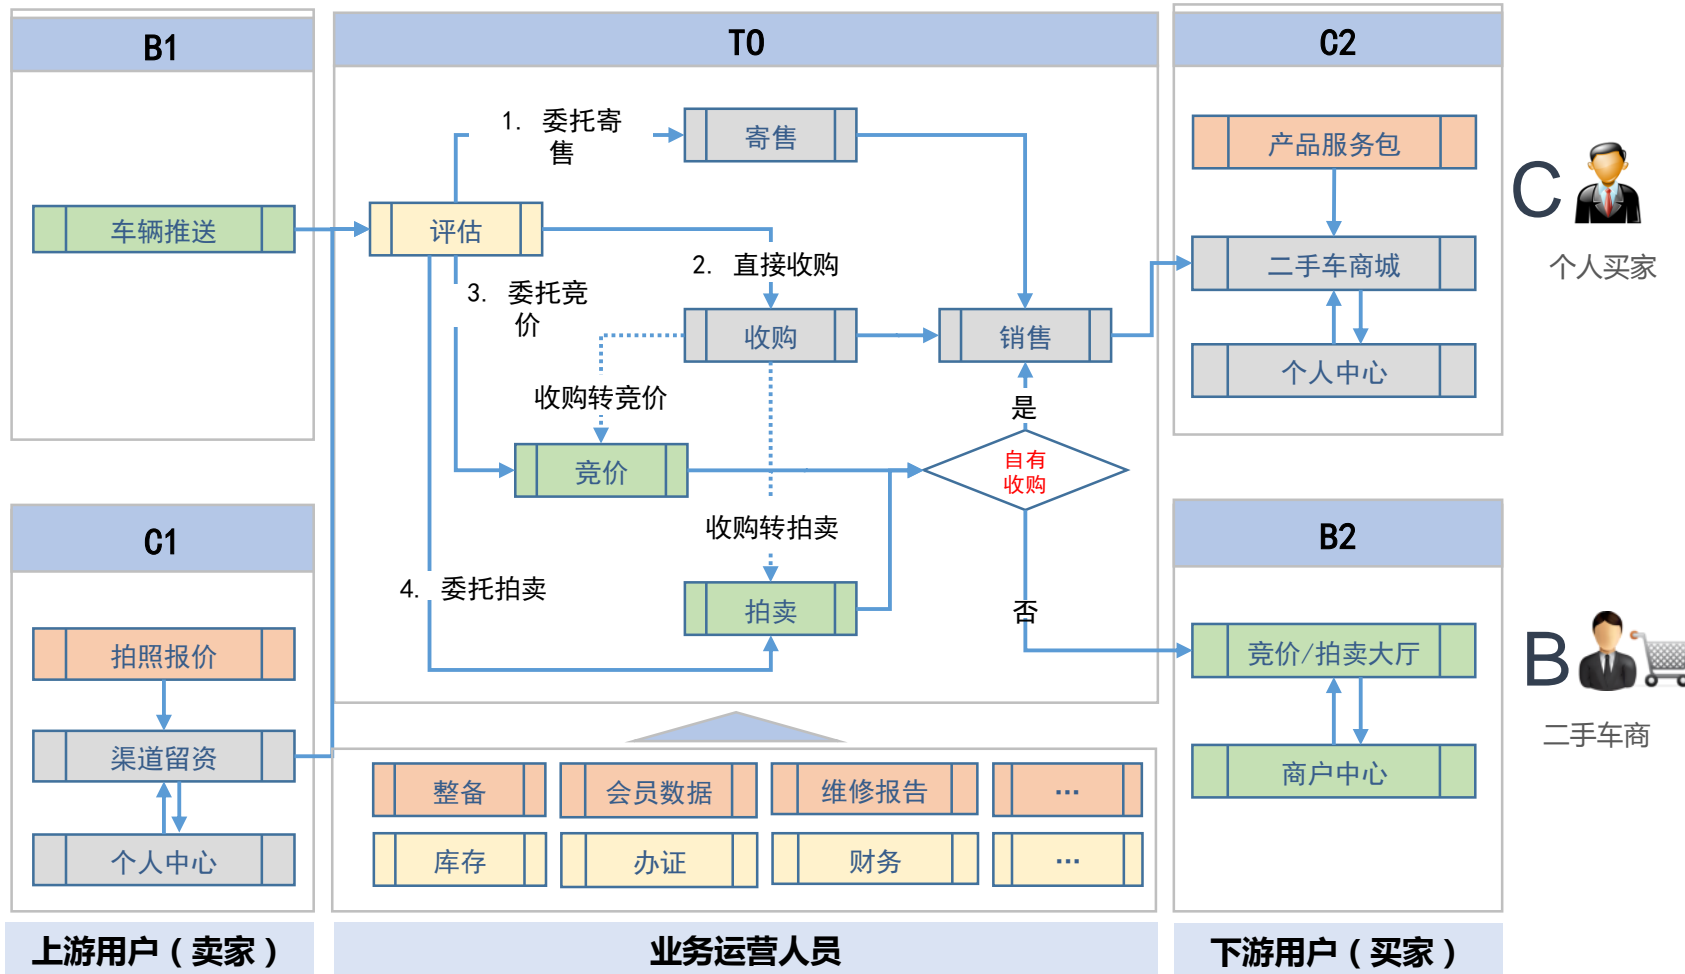 B1
T0
C2
车辆推送
1. 委托寄
售
寄售
评估
2. 直接收购
3. 委托竞
价
收购
销售
收购转竞价
是
竞价
自有
收购
收购转拍卖
4. 委托拍卖
拍卖
否
产品服务包
二手车商城
个人中心
C
个人买家
C1
拍照报价
渠道留资
个人中心
B2
竞价/拍卖大厅
商户中心
B
二手车商
整备
会员数据
维修报告
…
库存
办证
财务
…
上游用户（卖家）
业务运营人员
下游用户（买家）